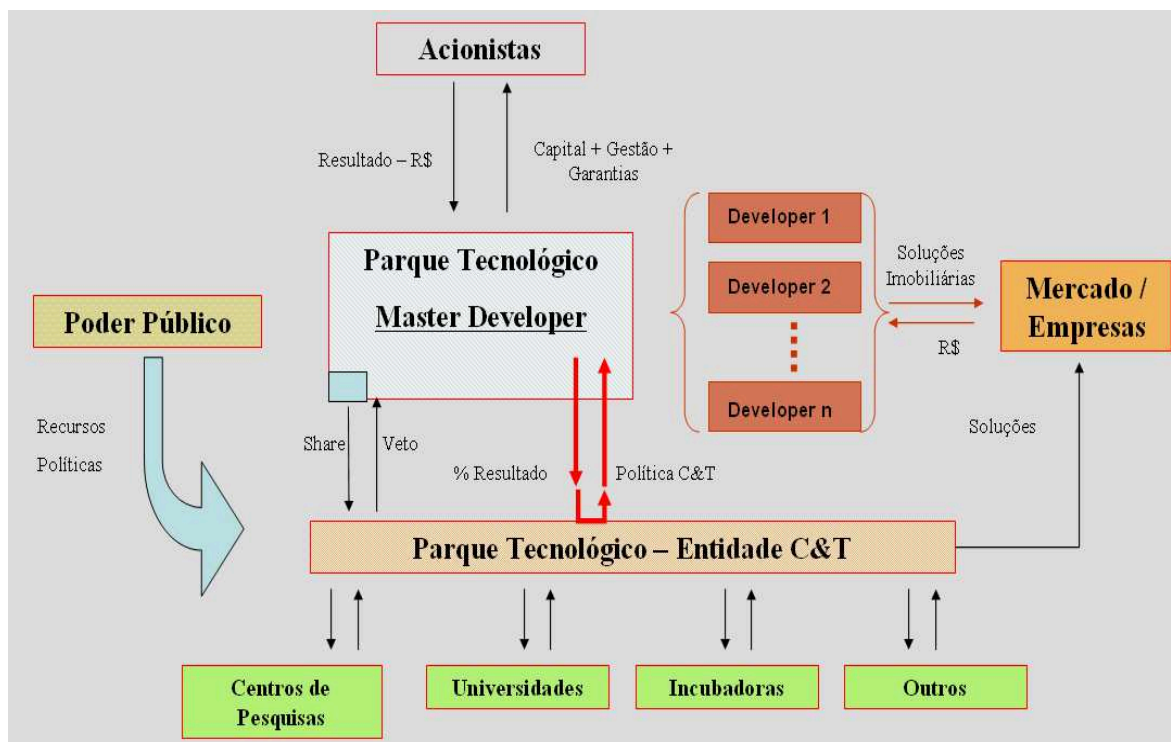 Acionistas
Resultado – R$
Capital + Gestão +
Garantias
Parque Tecnológico
Master Developer
Developer 1
Developer 2
Developer n
Soluções
Imobiliárias
R$
Mercado /
Empresas
Poder Público
Recursos
Políticas
Share
Veto
% Resultado
Política C&T
Soluções
Parque Tecnológico – Entidade C&T
Centros de
Pesquisas
Universidades
Incubadoras
Outros